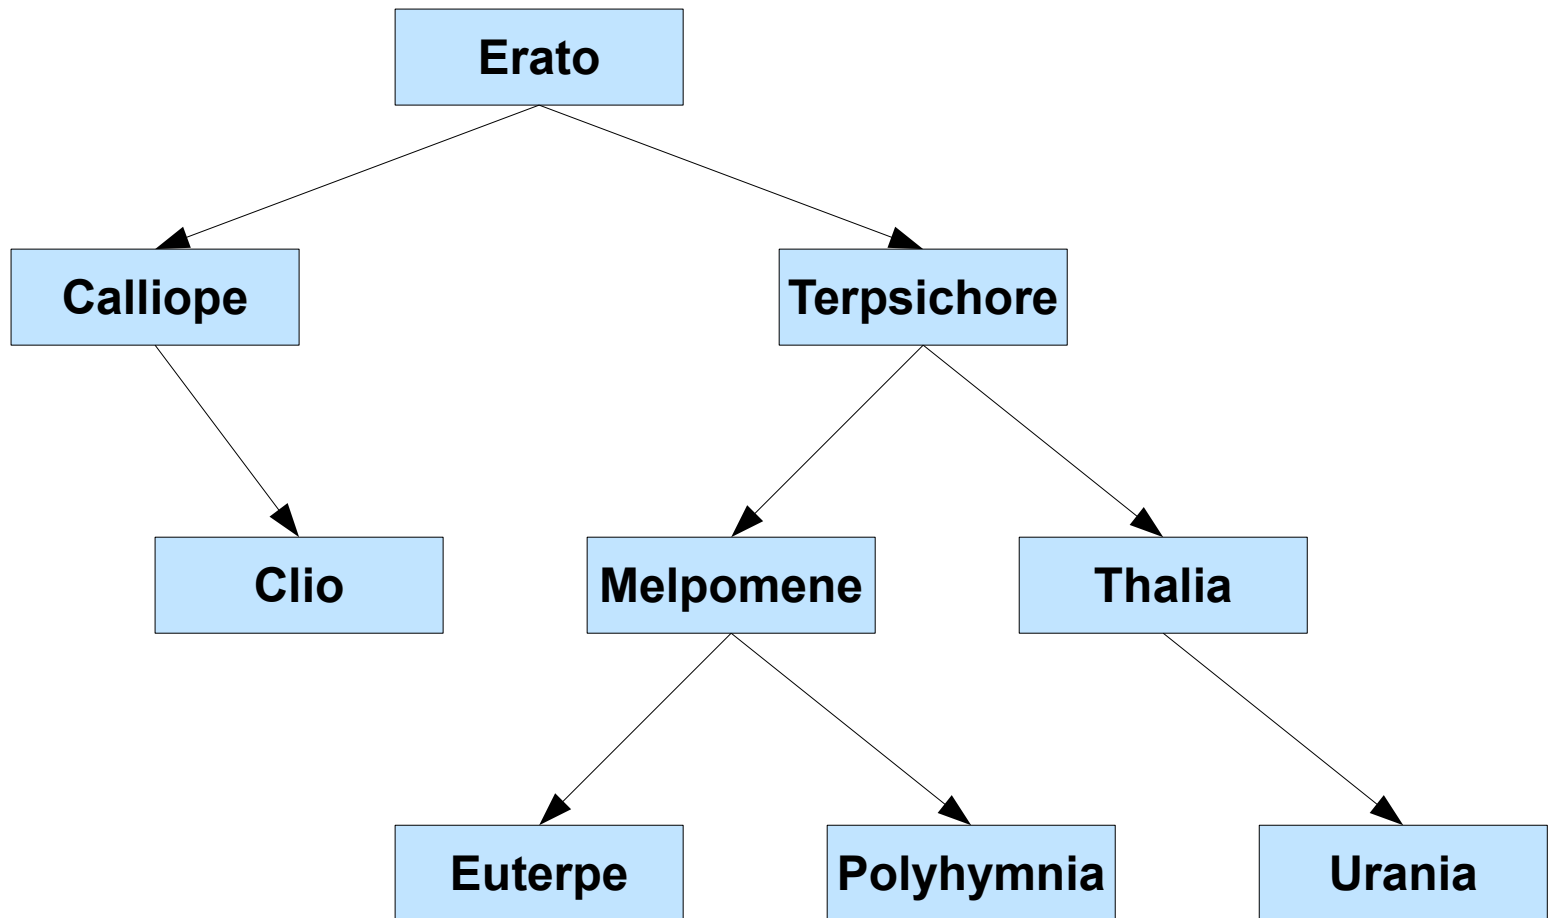 Erato
Calliope
Terpsichore
Clio
Melpomene
Thalia
Euterpe
Polyhymnia
Urania